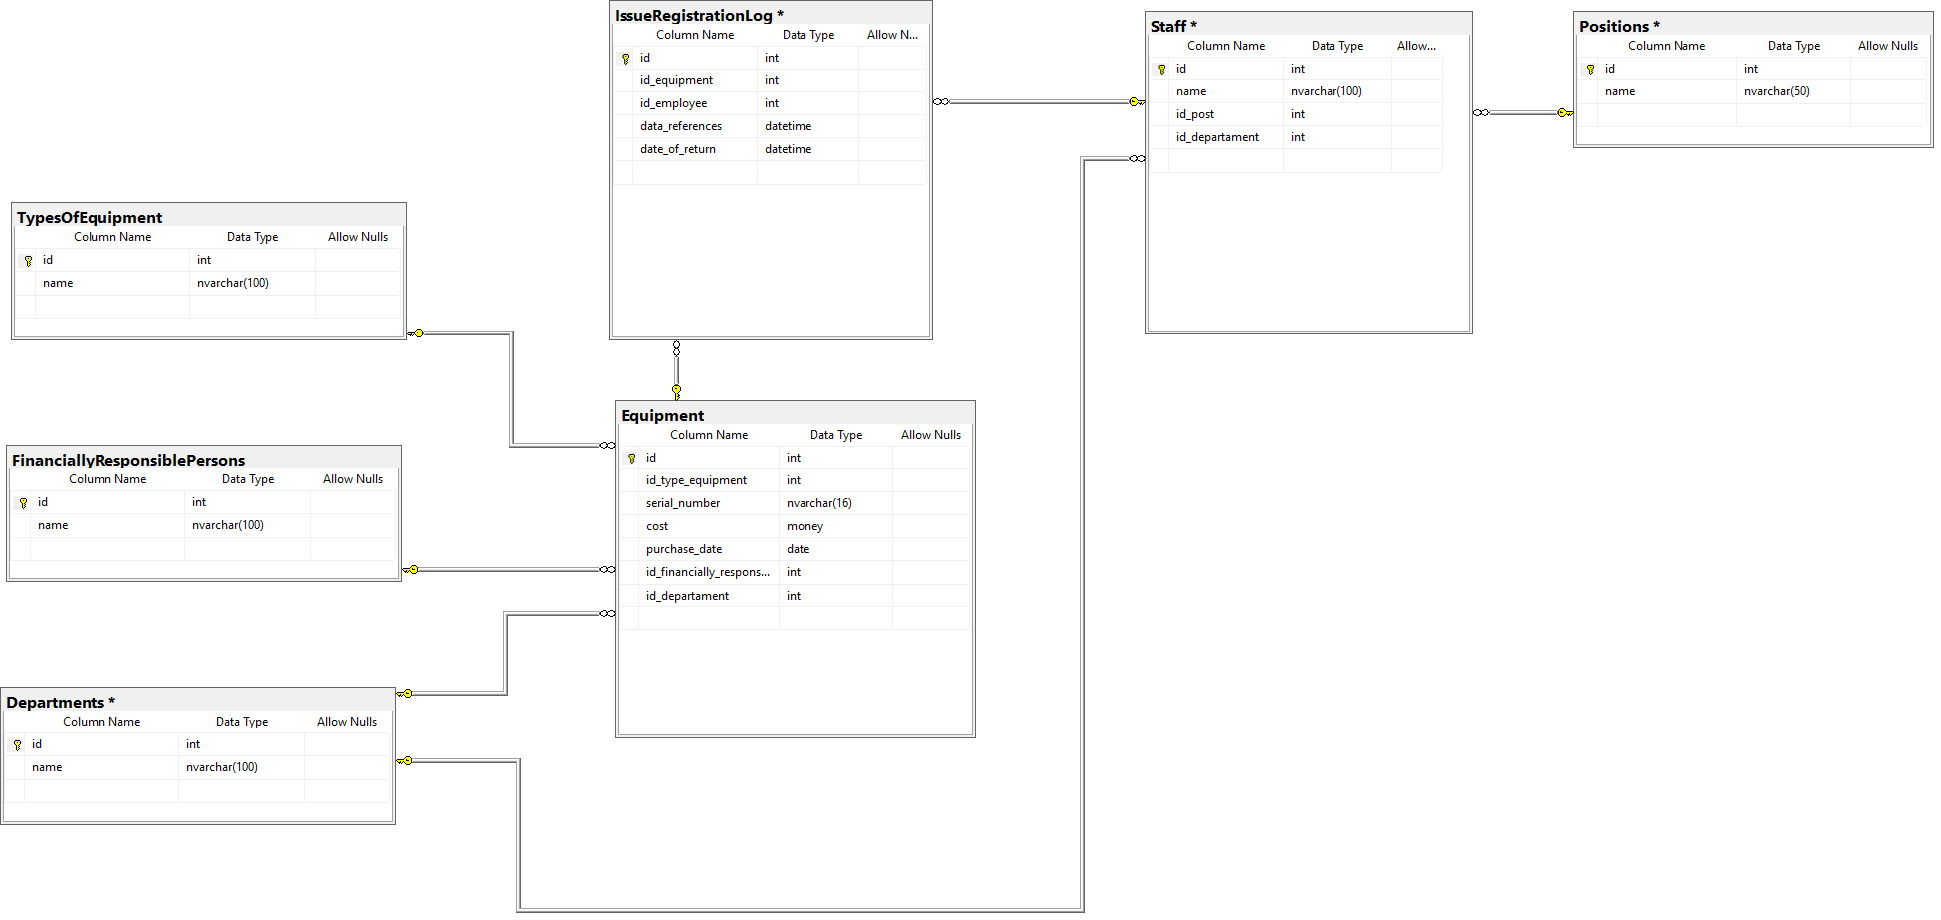 IssueRegistrationLog *
Column Name Data Type Allow N...
id int
id_equipment int
id_employee int
data_references datetime
date_of_return datetime
Staff *
Column Name Data Type Allow...
id int
name nvarchar(100)
id_post int
id_departament int
Positions *
Column Name Data Type Allow Nulls
id int
name nvarchar(50)
TypesOfEquipment
Column Name Data Type Allow Nulls
id int
name nvarchar(100)
Equipment
Column Name Data Type Allow Nulls
id int
id_type_equipment int
serial_number nvarchar(16)
cost money
purchase_date date
id_financially_respons... int
id_departament int
FinanciallyResponsiblePersons
Column Name Data Type Allow Nulls
id int
name nvarchar(100)
Departments *
Column Name Data Type Allow Nulls
id int
name nvarchar(100)